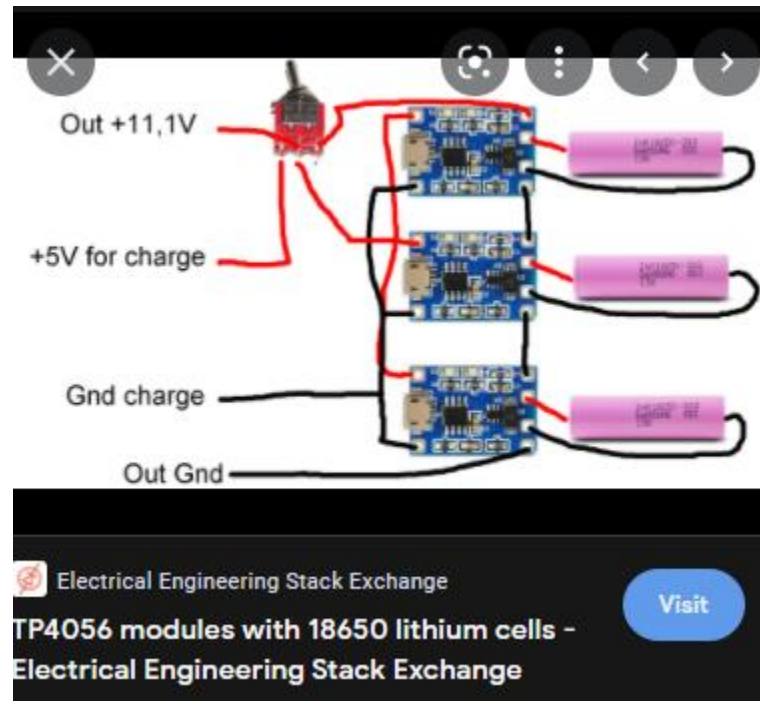 Out +11,1V
+5V for charge
Gnd charge
Out Gnd
Electrical Engineering Stack Exchange
Visit
TP4056 modules with 18650 lithium cells -
Electrical Engineering Stack Exchange